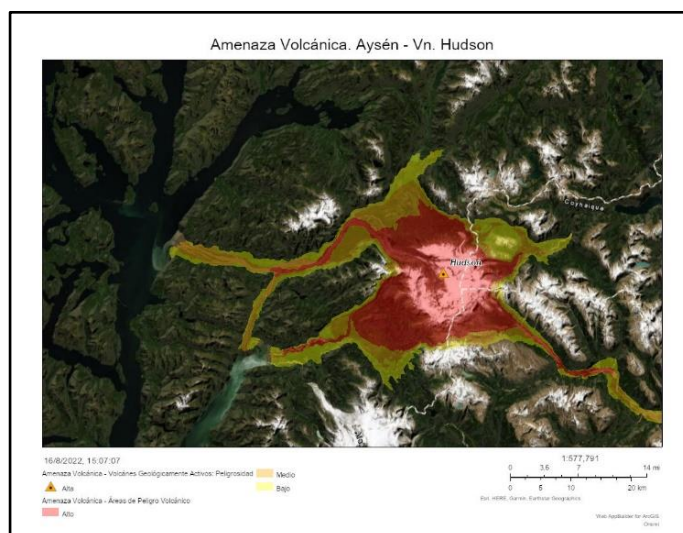 Amenaza Volcánica. Aysén - Vn. Hudson
Coyhaique
Hudson
16/8/2022, 15:07:07
Amenaza Volcánica - Volcánes Geológicamente Activos: Peligrosidad
Alta
Amenaza Volcánica - Áreas de Peligro Volcánico
Alto
Medio
Bajo
1:577,791
0 3.5 7 14 mi
0 5 10 20 km
Esri, HERE, Garmin, Earthstar Geographics
Web AppBuilder for ArcGIS